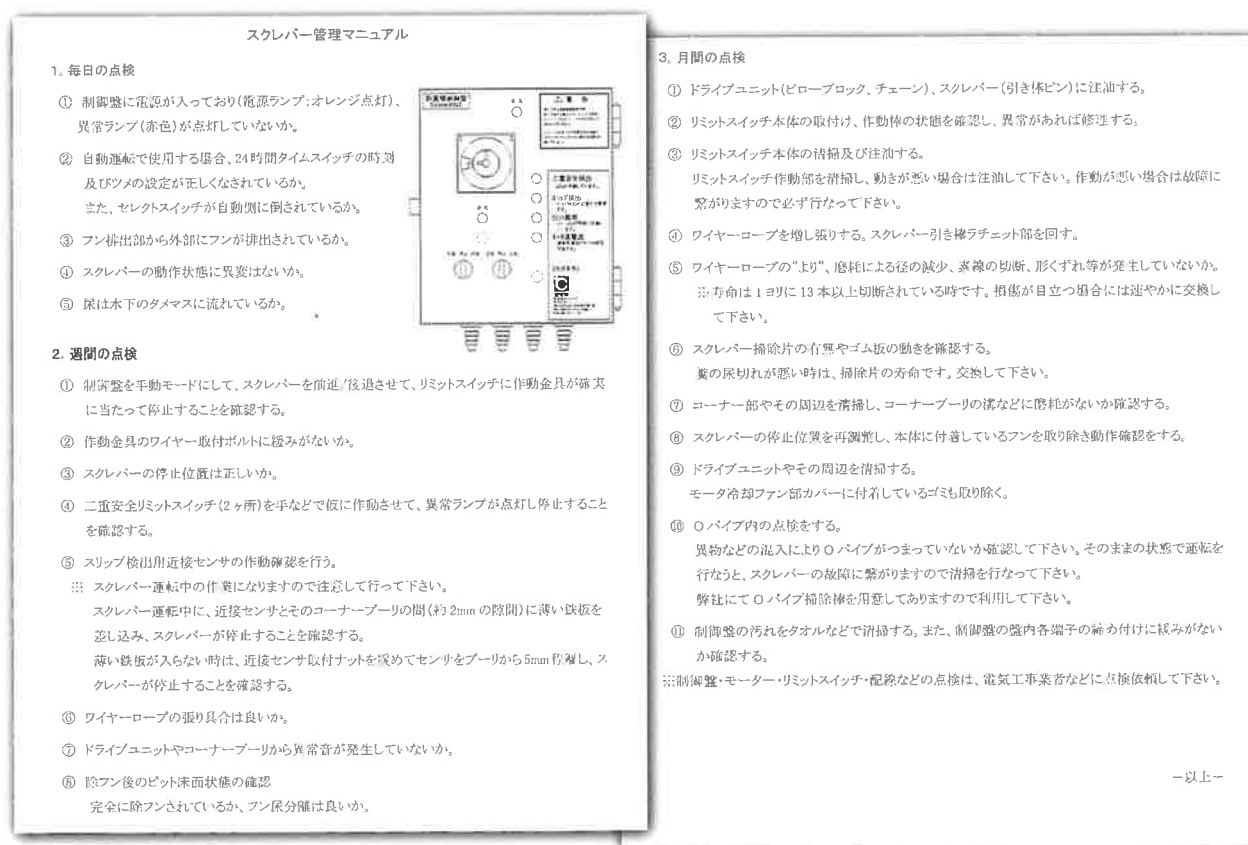 スクレパー管理マニュアル
1. 毎日の点検
① 制御盤に電源が入っており(電源ランプ:オレンジ点灯)、
異常ランプ(赤色)が点灯していないか。
② 自動運転で使用する場合、24時間タイムスイッチの時刻
及びツメの設定が正しくなされているか。
また、セレクトスイッチが自動側に倒されているか。
③ フン排出部から外部にフンが排出されているか。
④ スクレパーの動作状態に異変はないか。
⑤ 尿は水下のタメマスに流れているか。
2. 週間の点検
① 制御盤を手動モードにして、スクレパーを前進/後退させて、リミットスイッチに作動金具が確実
に当たって停止することを確認する。
② 作動金具のワイヤー取付ボルトに緩みがないか。
③ スクレパーの停止位置は正しいか。
④ 二重安全リミットスイッチ(2ヶ所)を手などで仮に作動させて、異常ランプが点灯し停止すること
を確認する。
⑤ スリップ検出用近接センサの作動確認を行う。
※ スクレパー運転中の作業になりますので注意して行って下さい。
スクレパー運転中に、近接センサとそのコーナープーリの間(約2mmの隙間)に薄い鉄板を
差し込み、スクレパーが停止することを確認する。
薄い鉄板が入らない時は、近接センサ取付ナットを緩めてセンサをプーリから5mm程離し、ス
クレパーが停止することを確認する。
⑥ ワイヤーロープの張り具合は良いか。
⑦ ドライブユニットやコーナープーリから異常音が発生していないか。
⑧ 除フン後のピット床面状態の確認
完全に除フンされているか、フン尿分離は良いか。
3. 月間の点検
① ドライブユニット(ピローブロック、チェーン)、スクレパー(引き棒ピン)に注油する。
② リミットスイッチ本体の取付け、作動棒の状態を確認し、異常があれば修理する。
③ リミットスイッチ本体の清掃及び注油する。
リミットスイッチ作動部を清掃し、動きが悪い場合は注油して下さい。作動が悪い場合は故障に
繋がりますので必ず行なって下さい。
④ ワイヤーロープを増し張りする。スクレパー引き棒ラチェット部を回す。
⑤ ワイヤーロープの"より"、磨耗による径の減少、素線の切断、形くずれ等が発生していないか。
※寿命は1ヨリに13本以上切断されている時です。損傷が目立つ場合には速やかに交換し
て下さい。
⑥ スクレパー掃除片の有無やゴム板の動きを確認する。
糞の尿切れが悪い時は、掃除片の寿命です。交換して下さい。
⑦ コーナー部やその周辺を清掃し、コーナープーリの溝などに磨耗がないか確認する。
⑧ スクレパーの停止位置を再調整し、本体に付着しているフンを取り除き動作確認をする。
⑨ ドライブユニットやその周辺を清掃する。
モータ冷却ファン部カバーに付着しているゴミも取り除く。
⑩ Oパイプ内の点検をする。
異物などの混入によりOパイプがつまっていないか確認して下さい。そのままの状態で運転を
行なうと、スクレパーの故障に繋がりますので清掃を行なって下さい。
弊社にてOパイプ掃除棒を用意してありますので利用して下さい。
⑪ 制御盤の汚れをタオルなどで清掃する。また、制御盤の盤内各端子の締め付けに緩みがない
か確認する。
※制御盤・モーター・リミットスイッチ・配線などの点検は、電気工事業者などに点検依頼して下さい。
－以上－